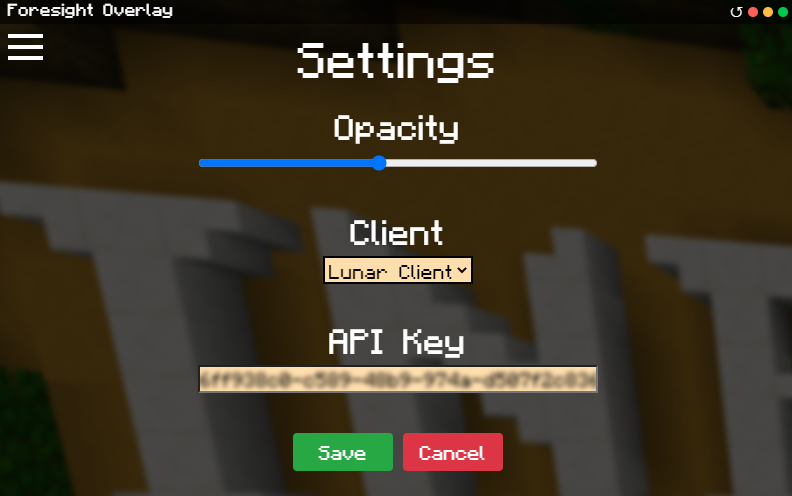 Foresight Overlay
Settings
Opacity
Client
Lunar Client
API Key
Save
Cancel